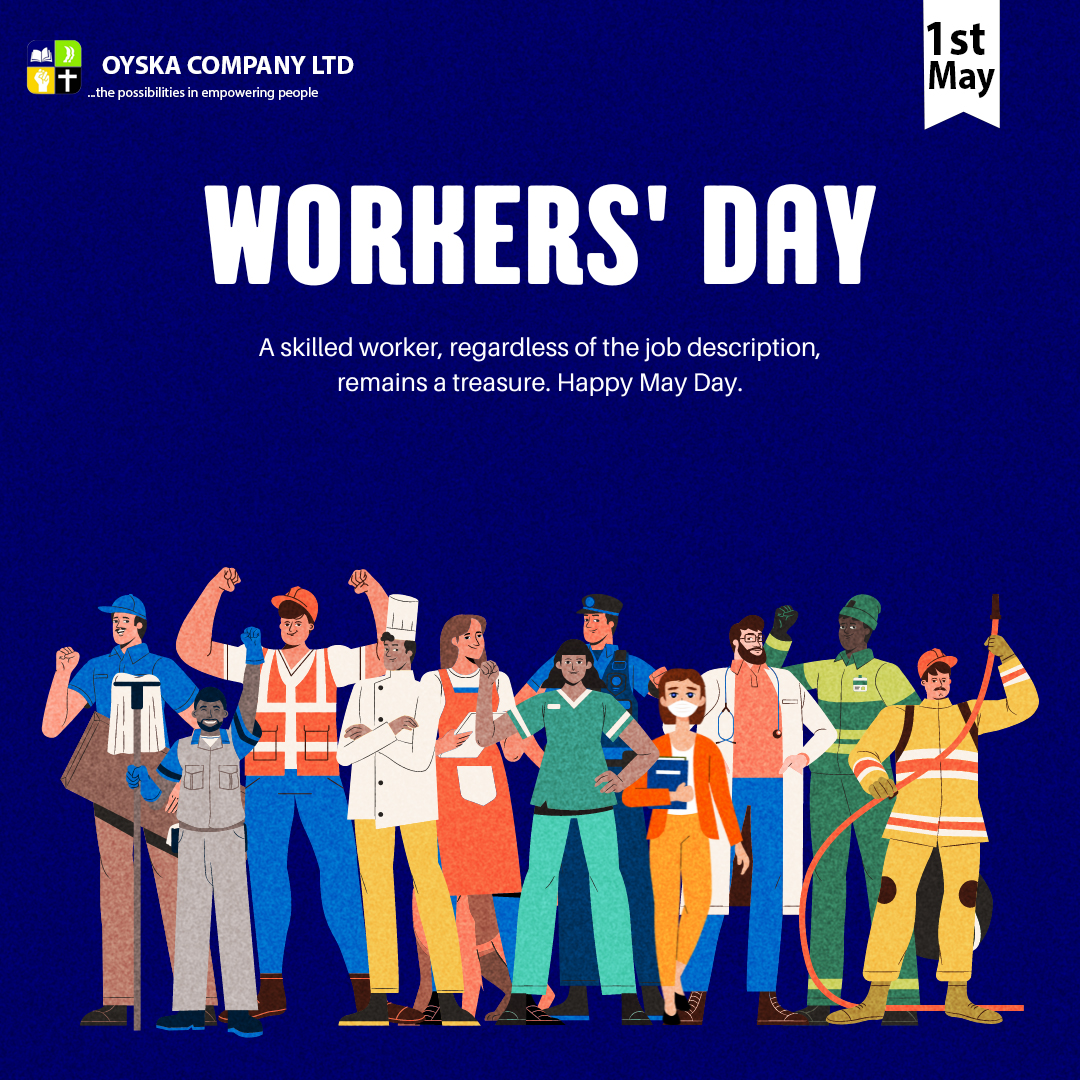 OYSKA COMPANY LTD
...the possibilities in empowering people
1st
May
WORKERS' DAY
A skilled worker, regardless of the job description,
remains a treasure. Happy May Day.